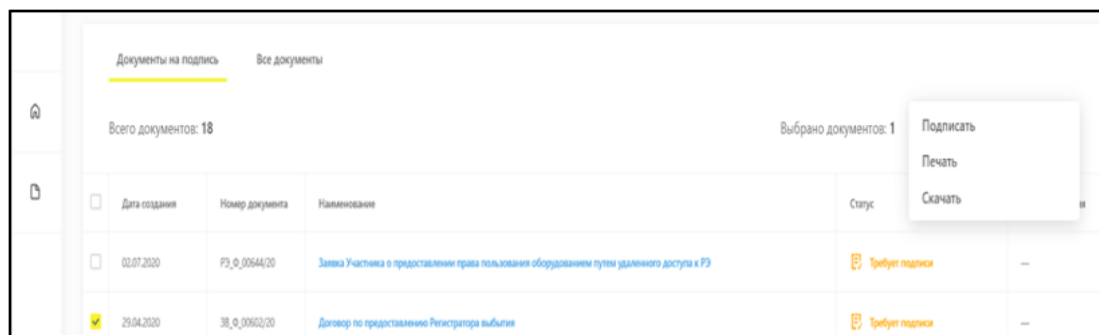 Документы на подпись Все документы
Всего документов: 18 Выбрано документов: 1
Подписать
Печать
Скачать
Дата создания Номер документа Наименование Статус
02.07.2020 РЭ_Ф_00644/20 Заявка Участника о предоставлении права пользования оборудованием путем удаленного доступа к РЭ Требует подписи —
29.04.2020 ЗВ_Ф_00602/20 Договор по предоставлению Регистратора выбытия Требует подписи —